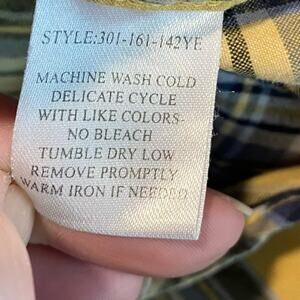 STYLE:301-161-142YE
MACHINE WASH COLD
DELICATE CYCLE
WITH LIKE COLORS-
NO BLEACH
TUMBLE DRY LOW
REMOVE PROMPTLY
WARM IRON IF NEEDED